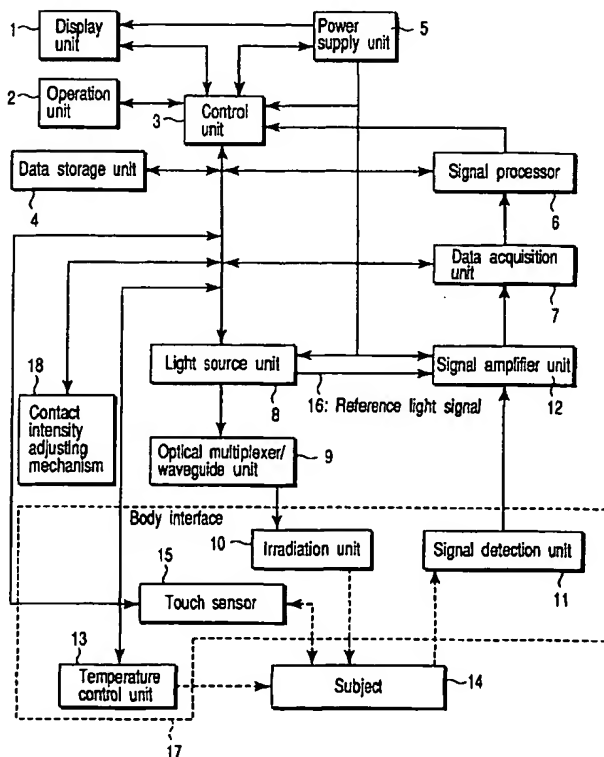 1
Display
unit
Power
supply unit
5
2
Operation
unit
3
Control
unit
Data storage unit
4
Signal processor
6
Data acquisition
unit
7
Light source unit
8
Signal amplifier unit
12
16: Reference light signal
18
Contact
intensity
adjusting
mechanism
Optical multiplexer/
waveguide unit
9
Body interface
10
Irradiation unit
Signal detection unit
11
15
Touch sensor
13
Temperature
control unit
Subject
14
17